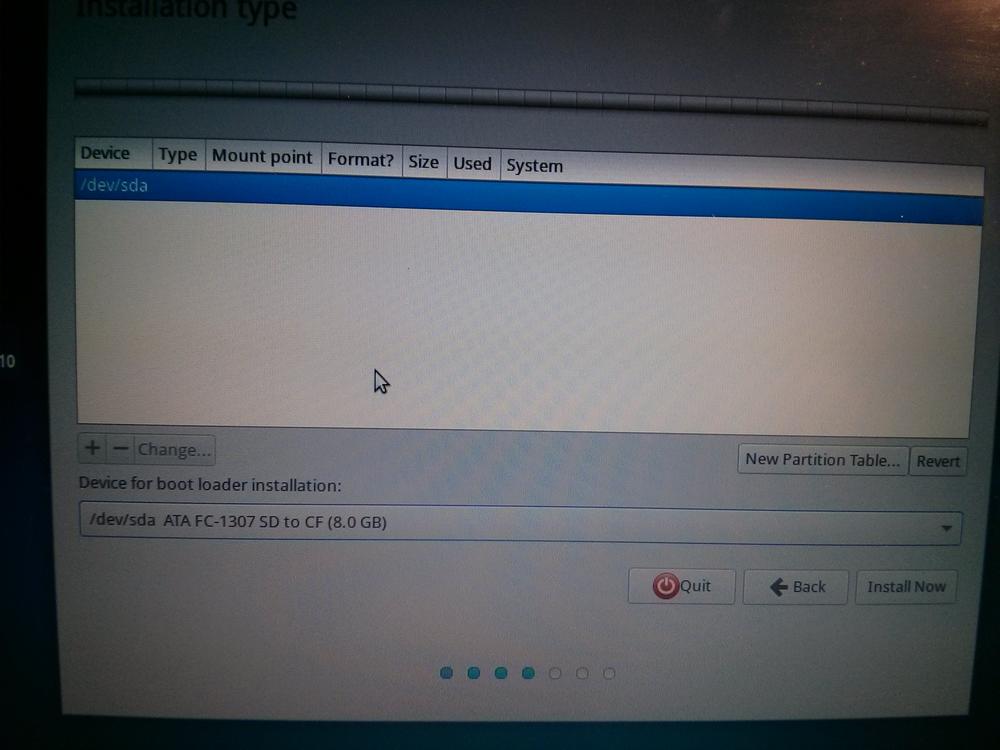 Installation type
Device Type Mount point Format? Size Used System
/dev/sda
10
+ − Change... New Partition Table... Revert
Device for boot loader installation:
/dev/sda ATA FC-1307 SD to CF (8.0 GB)
Quit Back Install Now